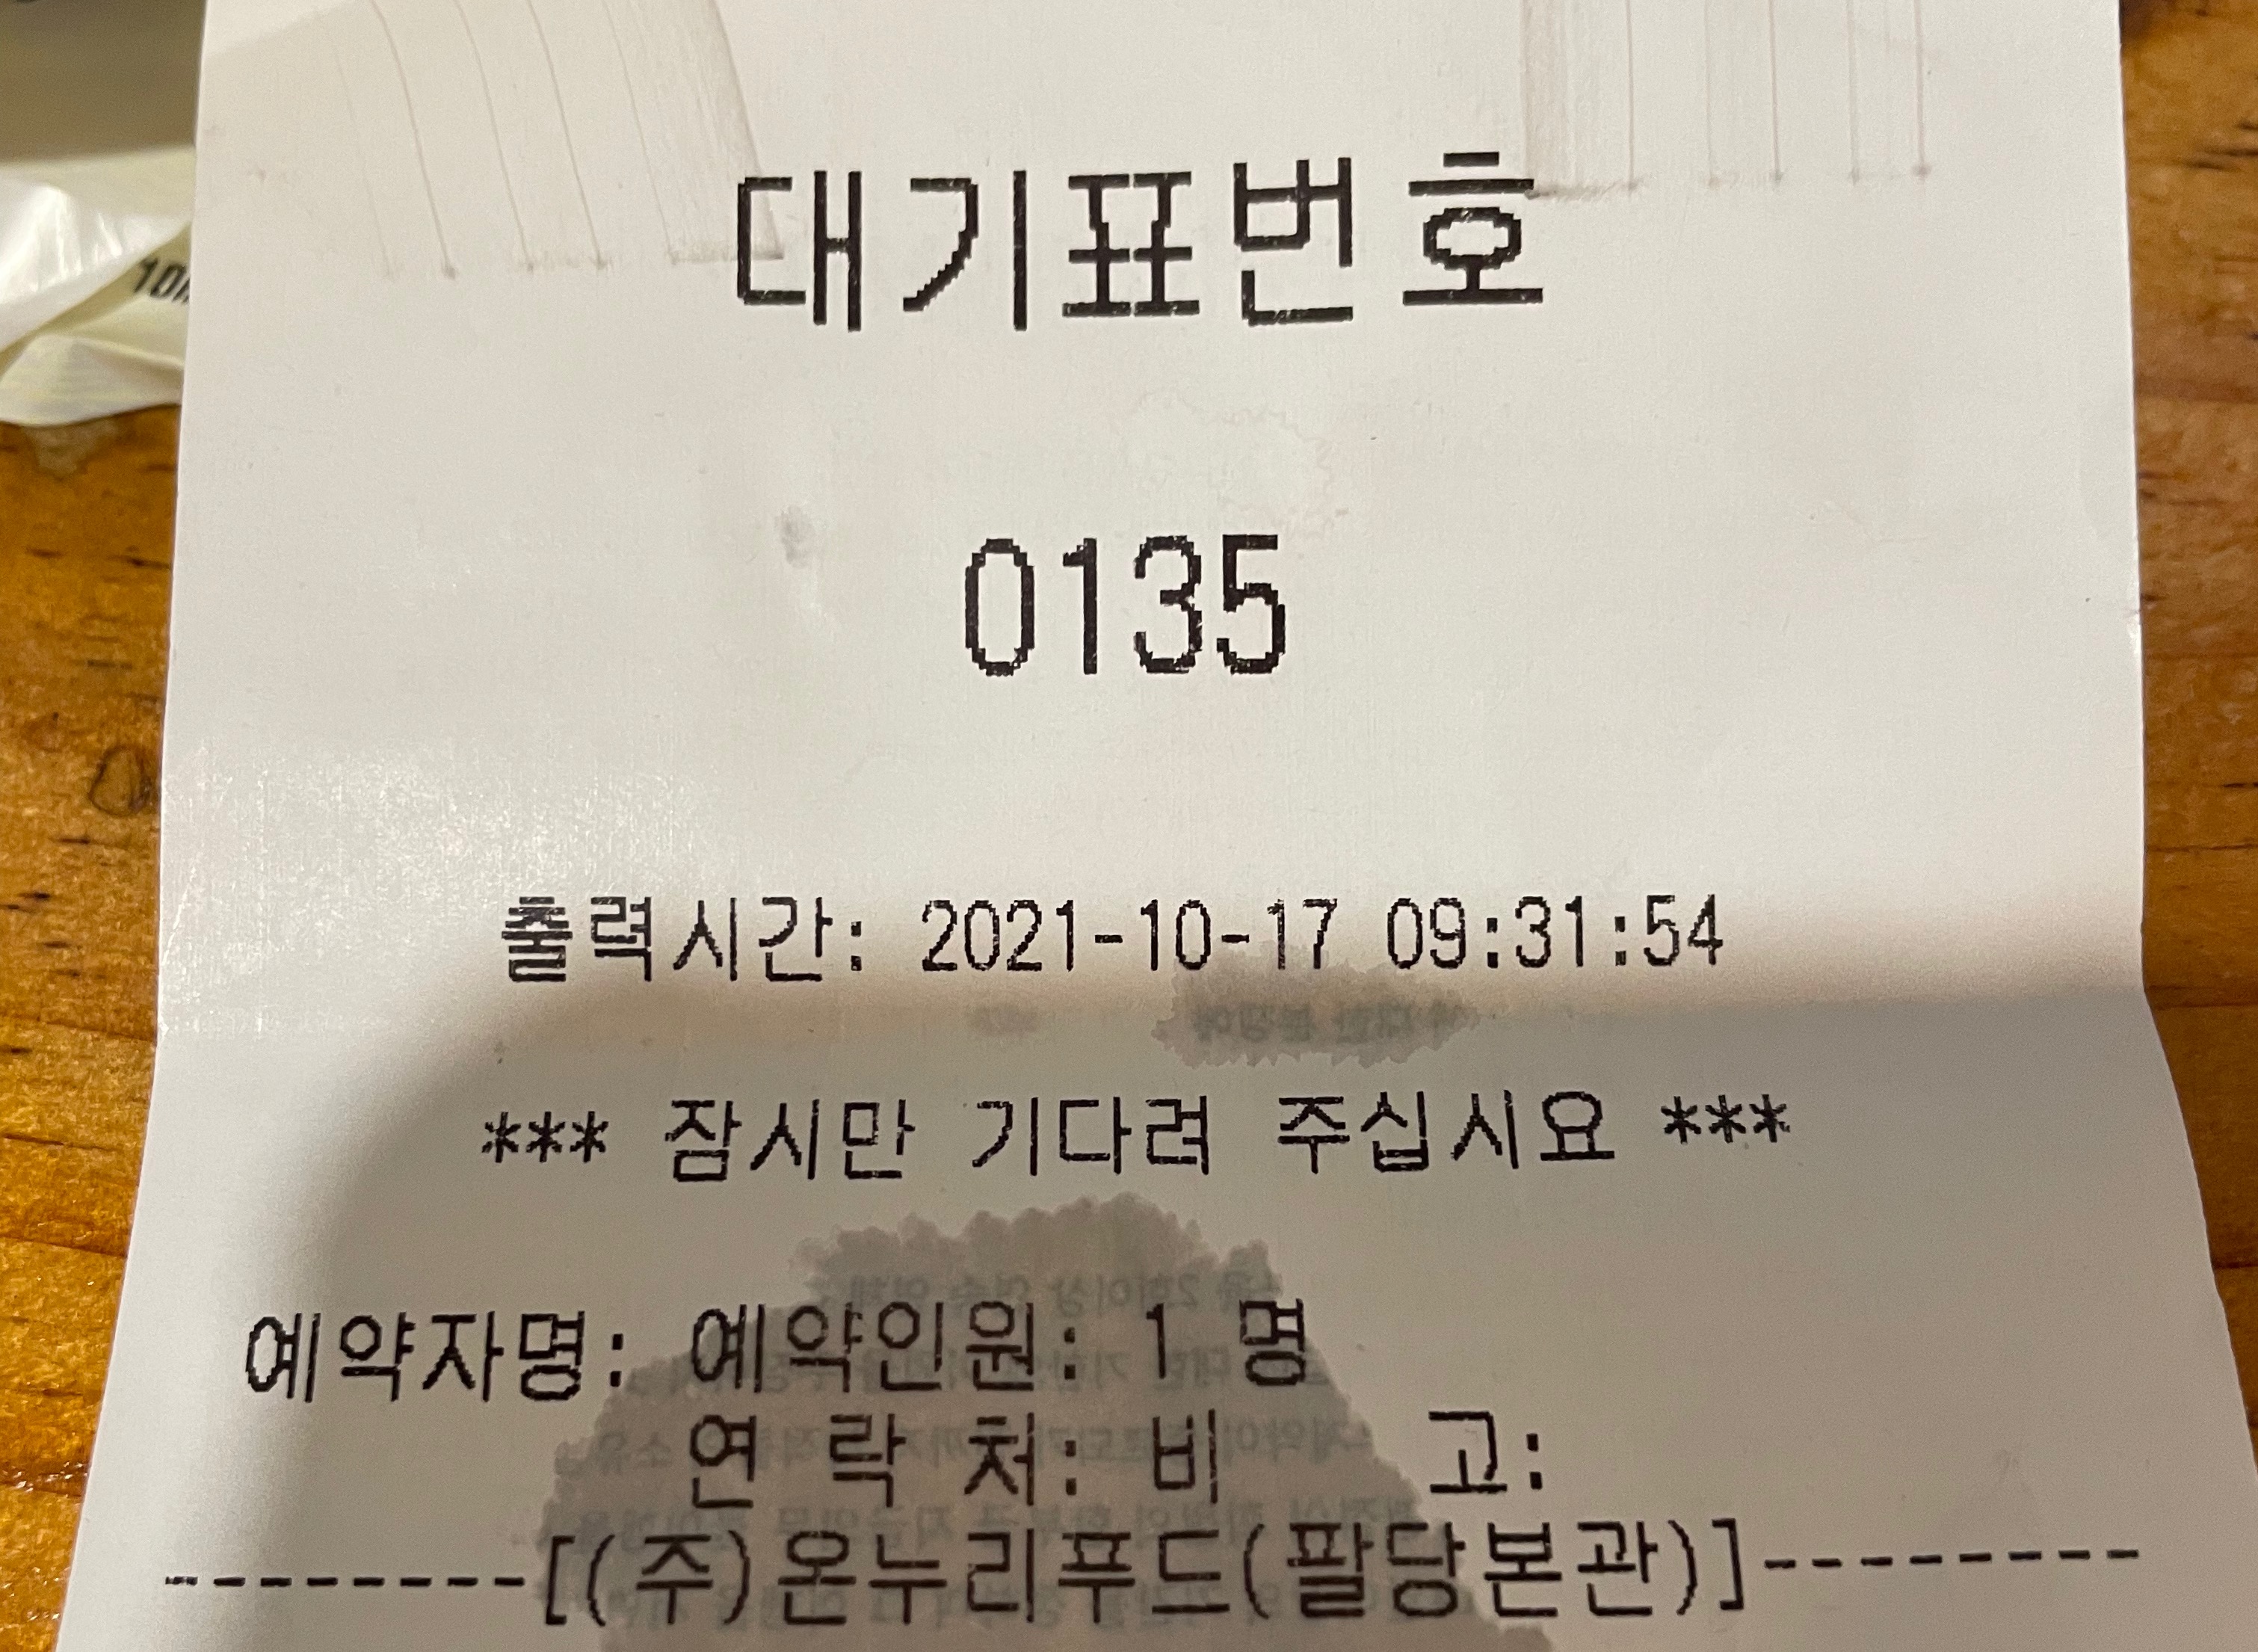 대기표번호
0135
출력시간: 2021-10-17 09:31:54
*** 잠시만 기다려 주십시요 ***
예약자명: 예약인원: 1 명
연 락 처: 비 고:
--------[(주)온누리푸드(팔당본관)]--------